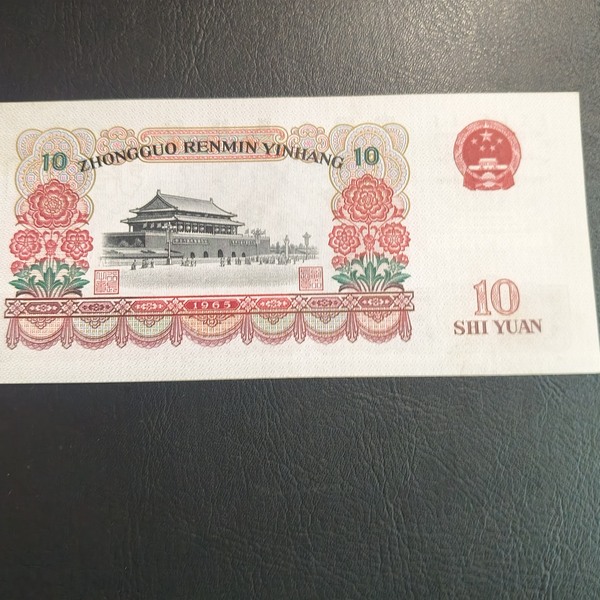 10 ZHONGGUO RENMIN YINHANG 10
1965
10
SHI YUAN